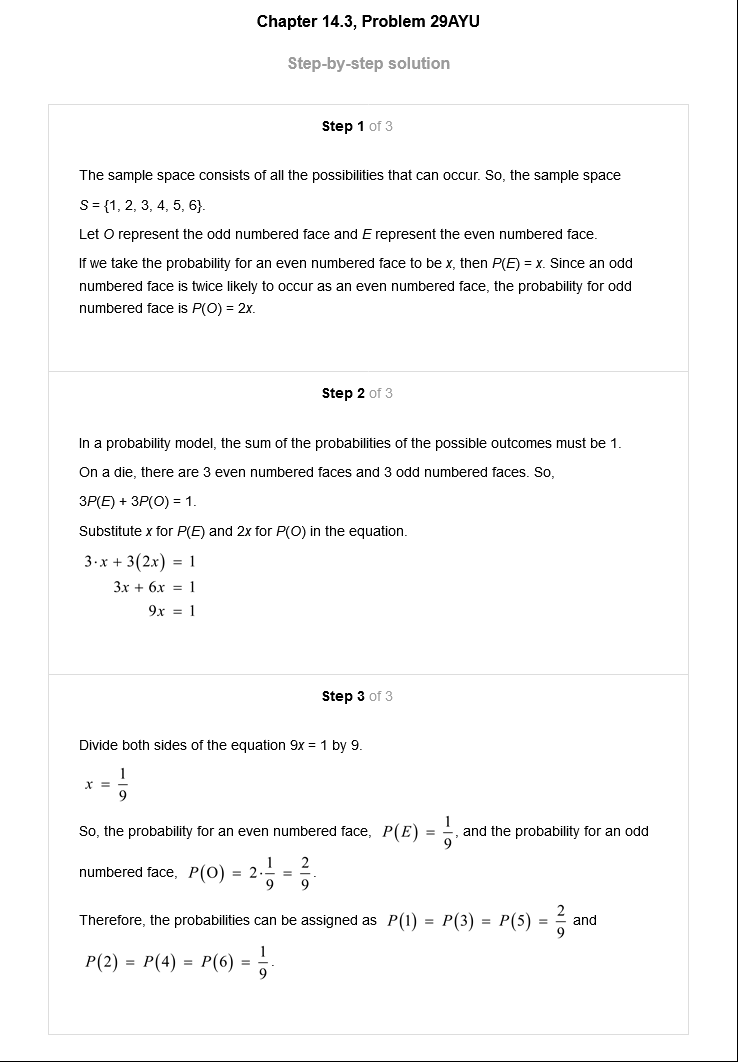 Chapter 14.3, Problem 29AYU
Step-by-step solution
Step 1 of 3
The sample space consists of all the possibilities that can occur. So, the sample space
S = {1, 2, 3, 4, 5, 6}.
Let O represent the odd numbered face and E represent the even numbered face.
If we take the probability for an even numbered face to be x, then P(E) = x. Since an odd
numbered face is twice likely to occur as an even numbered face, the probability for odd
numbered face is P(O) = 2x.
Step 2 of 3
In a probability model, the sum of the probabilities of the possible outcomes must be 1.
On a die, there are 3 even numbered faces and 3 odd numbered faces. So,
3P(E) + 3P(O) = 1.
Substitute x for P(E) and 2x for P(O) in the equation.
3·x + 3(2x) = 1
3x + 6x = 1
9x = 1
Step 3 of 3
Divide both sides of the equation 9x = 1 by 9.
x = 1/9
So, the probability for an even numbered face, P(E) = 1/9, and the probability for an odd
numbered face, P(O) = 2·1/9 = 2/9.
Therefore, the probabilities can be assigned as P(1) = P(3) = P(5) = 2/9 and
P(2) = P(4) = P(6) = 1/9.